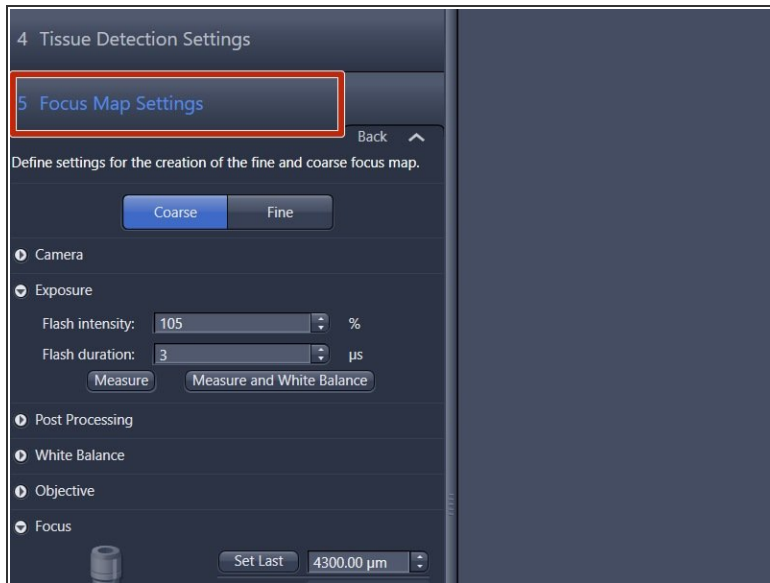 4 Tissue Detection Settings
5 Focus Map Settings
Back
Define settings for the creation of the fine and coarse focus map.
Coarse Fine
Camera
Exposure
Flash intensity: 105 %
Flash duration: 3 µs
Measure Measure and White Balance
Post Processing
White Balance
Objective
Focus
Set Last 4300.00 µm